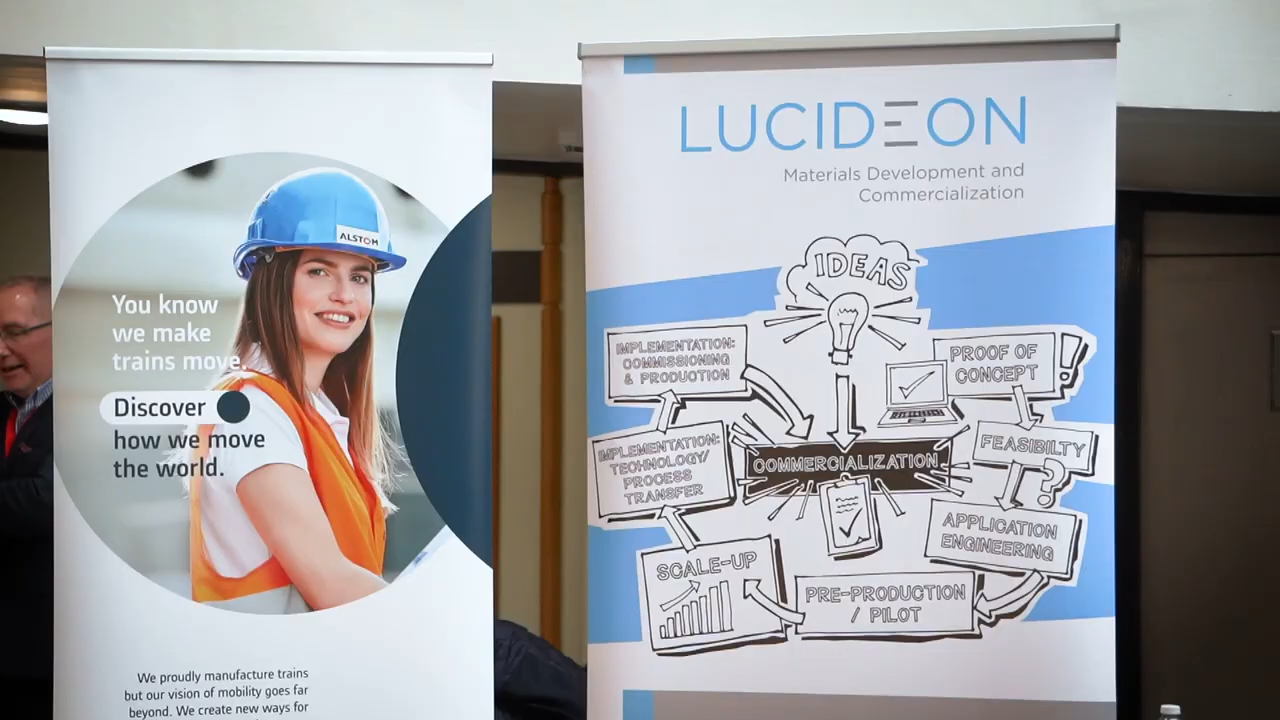 ALSTOM
You know
we make
trains move.
Discover
how we move
the world.
We proudly manufacture trains
but our vision of mobility goes far
beyond. We create new ways for
LUCIDEON
Materials Development and
Commercialization
IDEAS
IMPLEMENTATION:
COMMISSIONING
& PRODUCTION
PROOF OF
CONCEPT
!
IMPLEMENTATION:
TECHNOLOGY/
PROCESS
TRANSFER
COMMERCIALIZATION
FEASIBILTY
?
APPLICATION
ENGINEERING
SCALE-UP
PRE-PRODUCTION
/ PILOT